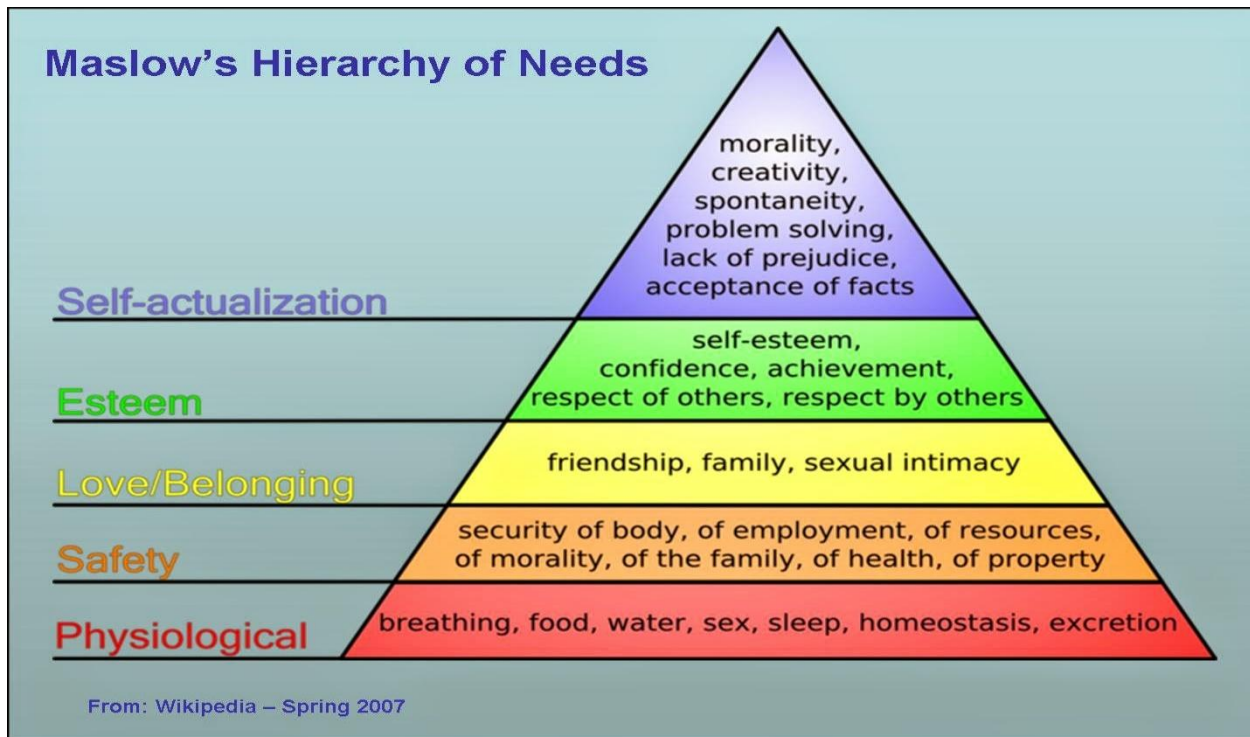 Maslow's Hierarchy of Needs
morality,
creativity,
spontaneity,
problem solving,
lack of prejudice,
acceptance of facts
Self-actualization
self-esteem,
confidence, achievement,
respect of others, respect by others
Esteem
friendship, family, sexual intimacy
Love/Belonging
security of body, of employment, of resources,
of morality, of the family, of health, of property
Safety
breathing, food, water, sex, sleep, homeostasis, excretion
Physiological
From: Wikipedia – Spring 2007